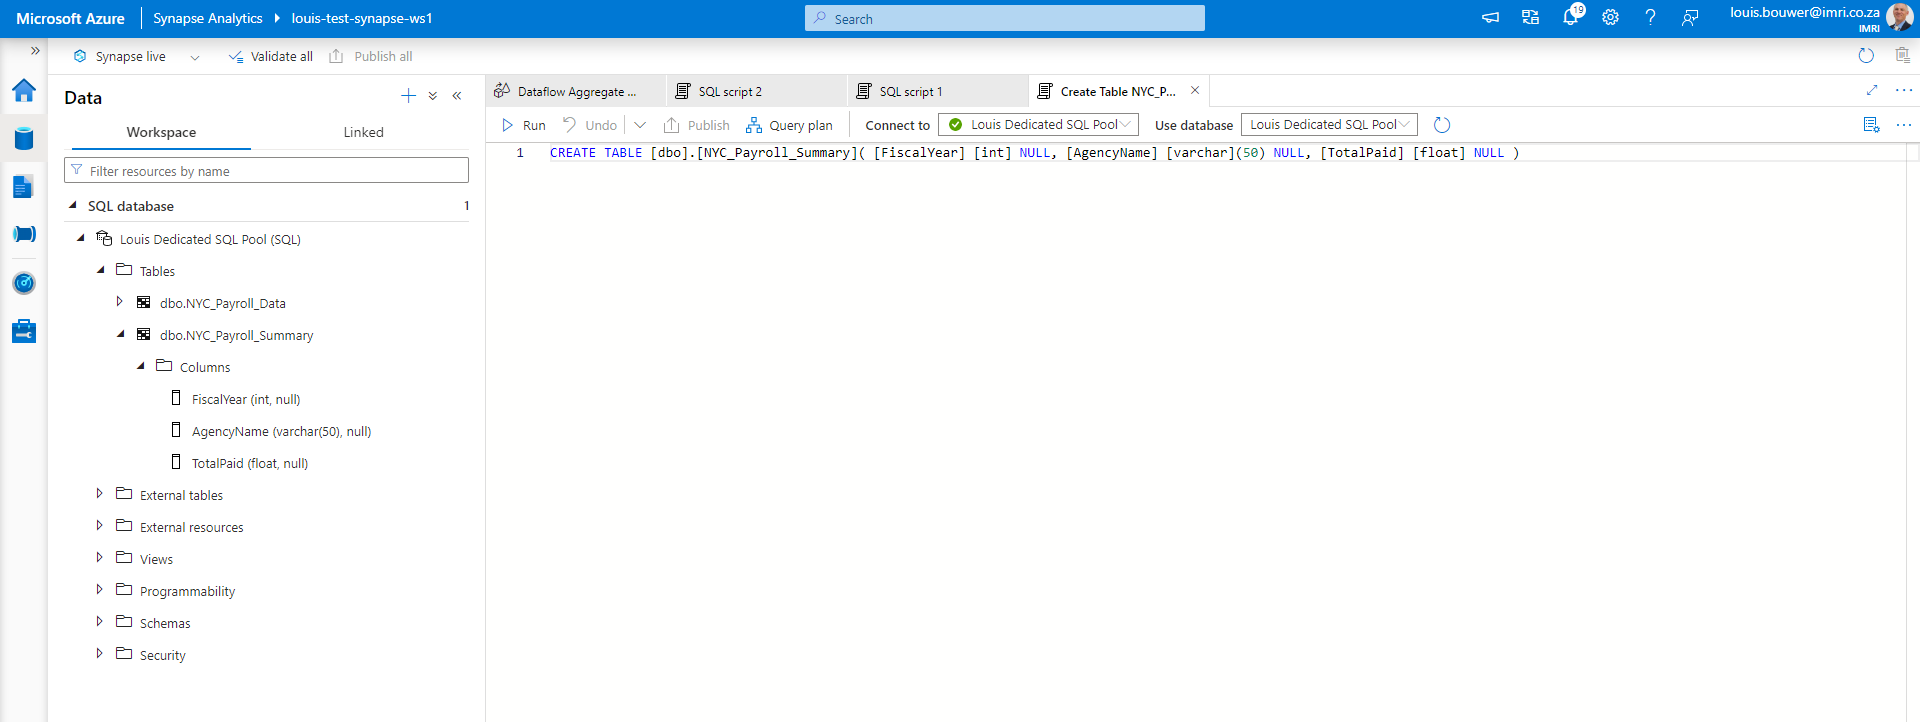 Microsoft Azure Synapse Analytics louis-test-synapse-ws1 Search 19 louis.bouwer@imri.co.za
IMRI
Synapse live Validate all Publish all
Data
Workspace Linked
Filter resources by name
SQL database 1
Louis Dedicated SQL Pool (SQL)
Tables
dbo.NYC_Payroll_Data
dbo.NYC_Payroll_Summary
Columns
FiscalYear (int, null)
AgencyName (varchar(50), null)
TotalPaid (float, null)
External tables
External resources
Views
Programmability
Schemas
Security
Dataflow Aggregate ... SQL script 2 SQL script 1 Create Table NYC_P...
Run Undo Publish Query plan Connect to Louis Dedicated SQL Pool Use database Louis Dedicated SQL Pool
1 CREATE TABLE [dbo].[NYC_Payroll_Summary]( [FiscalYear] [int] NULL, [AgencyName] [varchar](50) NULL, [TotalPaid] [float] NULL )